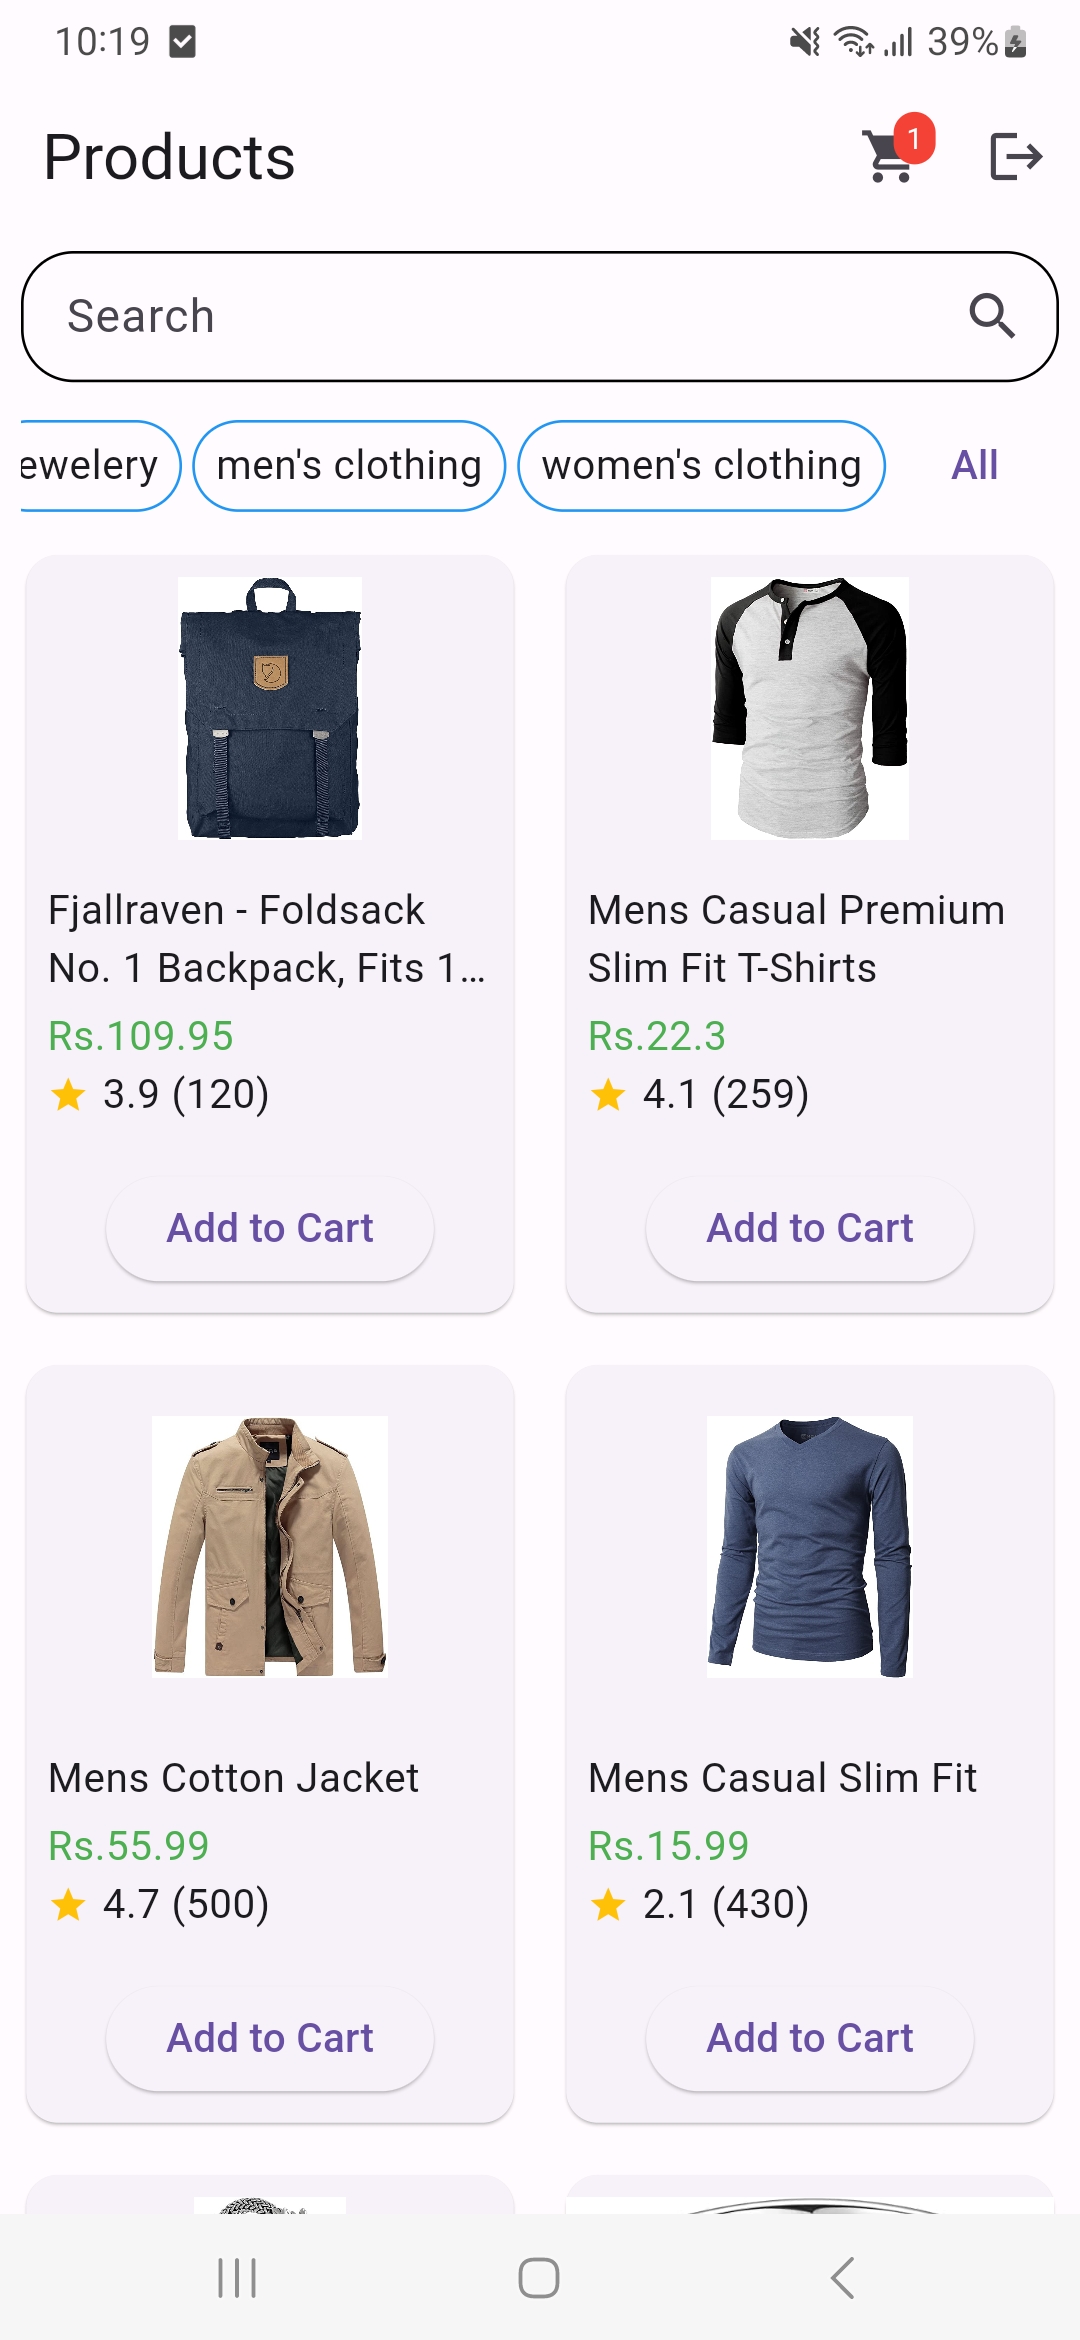 10:19
39%
Products
1
Search
ewelery
men's clothing
women's clothing
All
Fjallraven - Foldsack
No. 1 Backpack, Fits 1...
Rs.109.95
3.9 (120)
Add to Cart
Mens Casual Premium
Slim Fit T-Shirts
Rs.22.3
4.1 (259)
Add to Cart
Mens Cotton Jacket
Rs.55.99
4.7 (500)
Add to Cart
Mens Casual Slim Fit
Rs.15.99
2.1 (430)
Add to Cart